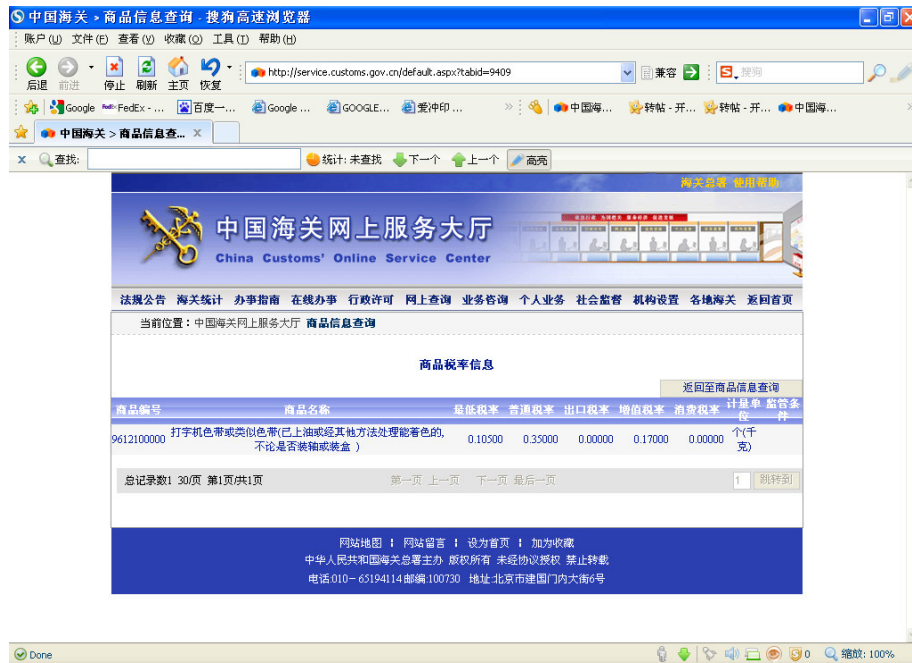 中国海关 > 商品信息查询 - 搜狗高速浏览器
账户(U) 文件(F) 查看(V) 收藏(O) 工具(T) 帮助(H)
后退 前进 停止 刷新 主页 恢复 http://service.customs.gov.cn/default.aspx?tabid=9409 兼容 搜狗
Google FedEx - ... 百度一... Google ... GOOGLE... 爱冲印 ... » 中国海... 转帖 - 开... 转帖 - 开... 中国海... »
中国海关 > 商品信息查... X
x 查找: 统计: 未查找 下一个 上一个 高亮
海关总署 使用帮助
中国海关网上服务大厅
China Customs' Online Service Center
法规公告 海关统计 办事指南 在线办事 行政许可 网上查询 业务咨询 个人业务 社会监督 机构设置 各地海关 返回首页
当前位置：中国海关网上服务大厅 商品信息查询
商品税率信息
返回至商品信息查询
商品编号 商品名称 最低税率 普通税率 出口税率 增值税率 消费税率 计量单位 监管条件
9612100000 打字机色带或类似色带(已上油或经其他方法处理能着色的, 0.10500 0.35000 0.00000 0.17000 0.00000 个(千
不论是否装轴或装盒 ) 克)
总记录数1 30/页 第1页/共1页 第一页 上一页 下一页 最后一页 1 跳转到
网站地图 ┇ 网站留言 ┇ 设为首页 ┇ 加为收藏
中华人民共和国海关总署主办 版权所有 未经协议授权 禁止转载
电话:010－65194114 邮编:100730 地址:北京市建国门内大街6号
Done 0 缩放: 100%